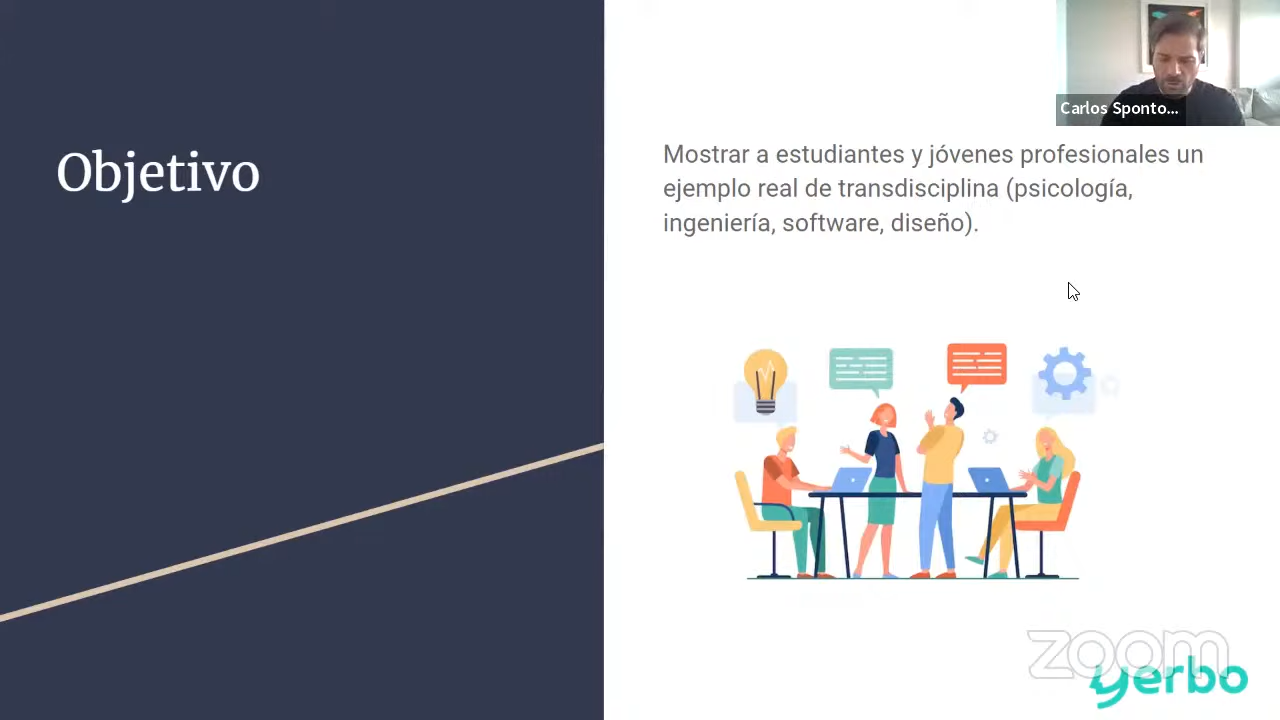 Carlos Sponto...
Objetivo
Mostrar a estudiantes y jóvenes profesionales un
ejemplo real de transdisciplina (psicología,
ingeniería, software, diseño).
zoom
yerbo